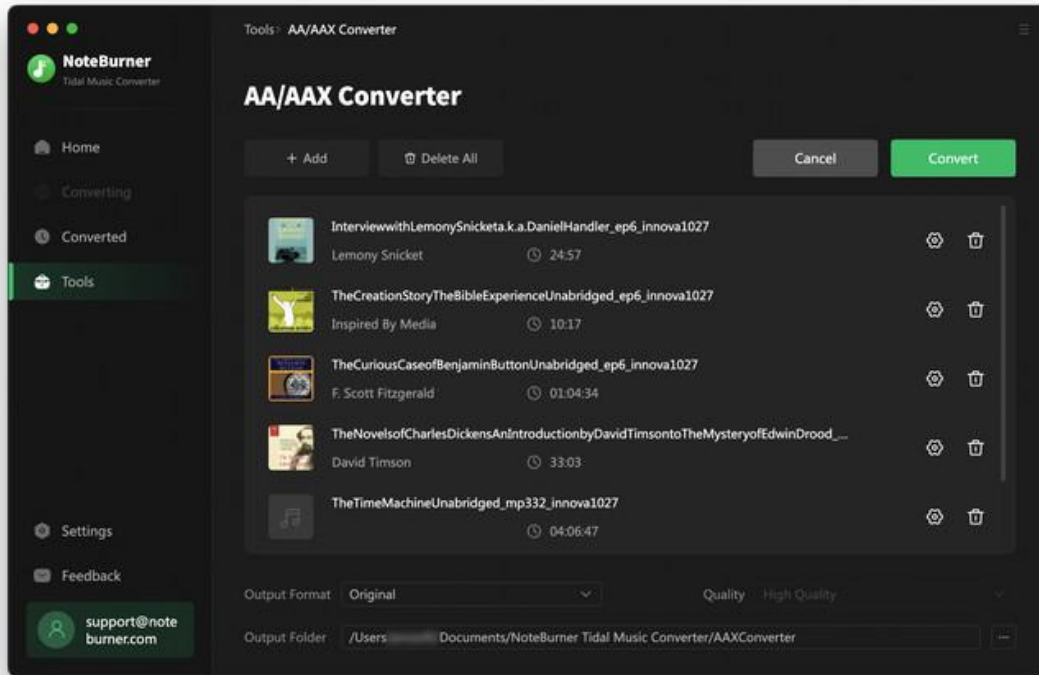 Tools > AA/AAX Converter
NoteBurner
Tidal Music Converter
AA/AAX Converter
Home
Converting
Converted
Tools
Settings
Feedback
support@note
burner.com
+ Add
Delete All
Cancel
Convert
InterviewwithLemonySnicketa.k.a.DanielHandler_ep6_innova1027
Lemony Snicket 24:57
TheCreationStoryTheBibleExperienceUnabridged_ep6_innova1027
Inspired By Media 10:17
TheCuriousCaseofBenjaminButtonUnabridged_ep6_innova1027
F. Scott Fitzgerald 01:04:34
TheNovelsofCharlesDickensAnIntroductionbyDavidTimsontoTheMysteryofEdwinDrood_...
David Timson 33:03
TheTimeMachineUnabridged_mp332_innova1027
04:06:47
Output Format Original
Quality High Quality
Output Folder /Users Documents/NoteBurner Tidal Music Converter/AAXConverter